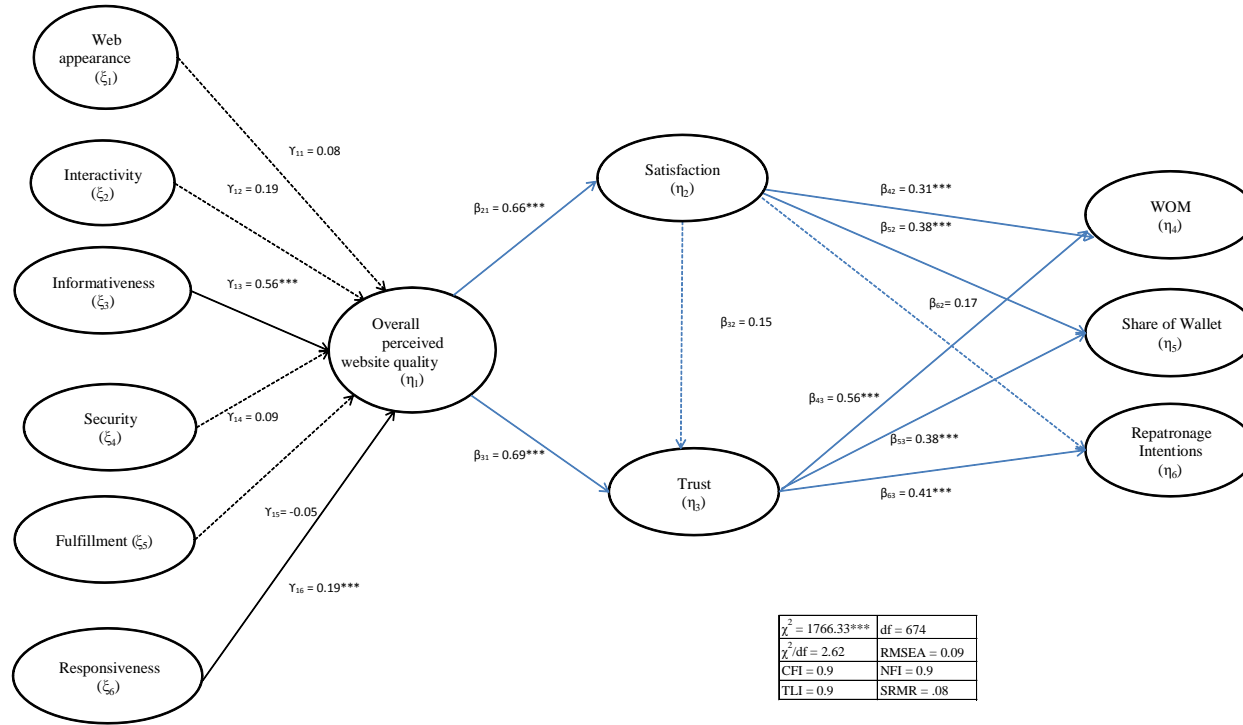 Web
appearance
(ξ1)
ϒ11 = 0.08
Interactivity
(ξ2)
ϒ12 = 0.19
Informativeness
(ξ3)
ϒ13 = 0.56***
Security
(ξ4)
ϒ14 = 0.09
Fulfillment (ξ5)
ϒ15= -0.05
Responsiveness
(ξ6)
ϒ16 = 0.19***
Overall
perceived
website quality
(η1)
β21 = 0.66***
β31 = 0.69***
Satisfaction
(η2)
β32 = 0.15
Trust
(η3)
β42 = 0.31***
β52 = 0.38***
β62 = 0.17
β43 = 0.56***
β53= 0.38***
β63 = 0.41***
WOM
(η4)
Share of Wallet
(η5)
Repatronage
Intentions
(η6)
χ2 = 1766.33*** df = 674
χ2/df = 2.62 RMSEA = 0.09
CFI = 0.9 NFI = 0.9
TLI = 0.9 SRMR = .08